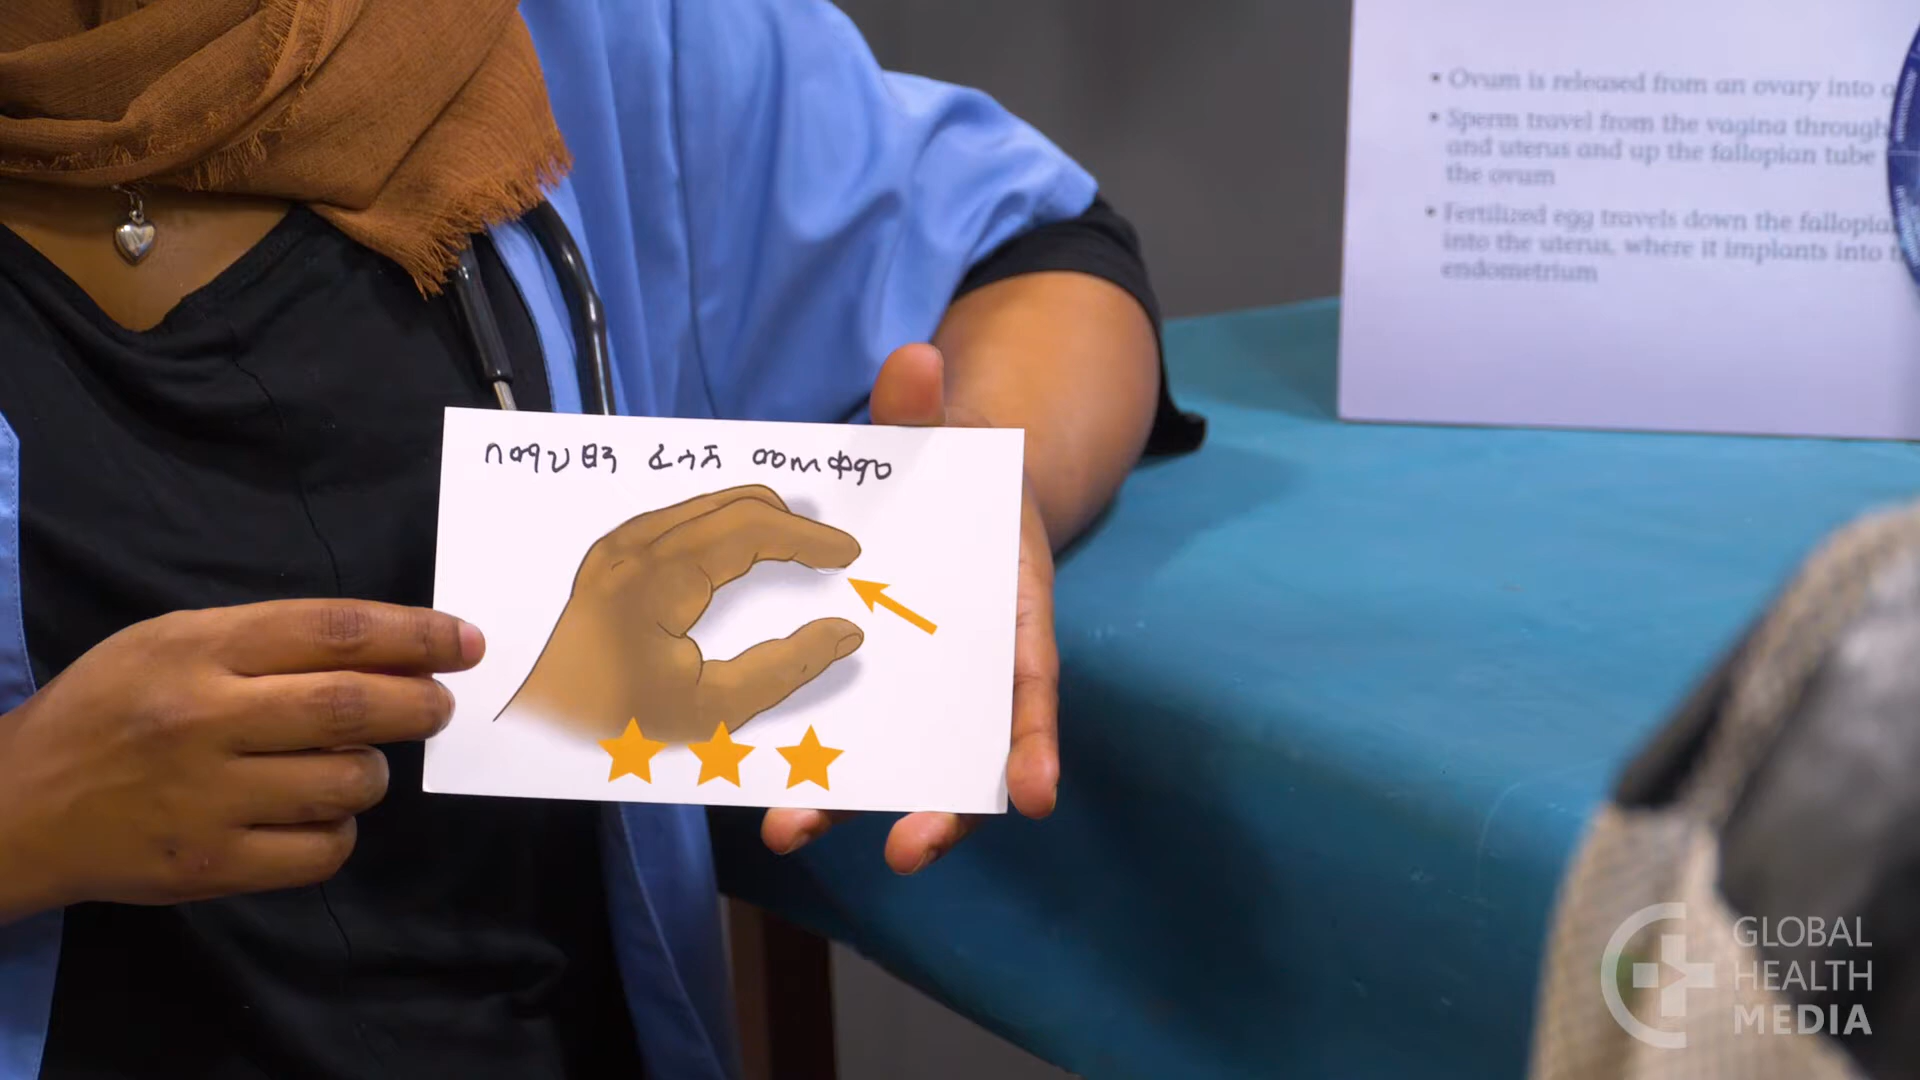 በማህፀን ፈሳሽ መጠቀም
• Ovum is released from an ovary into
• Sperm travel from the vagina through
and uterus and up the fallopian tube
the ovum
• Fertilized egg travels down the
into the uterus, where it implants into
endometrium
GLOBAL
HEALTH
MEDIA